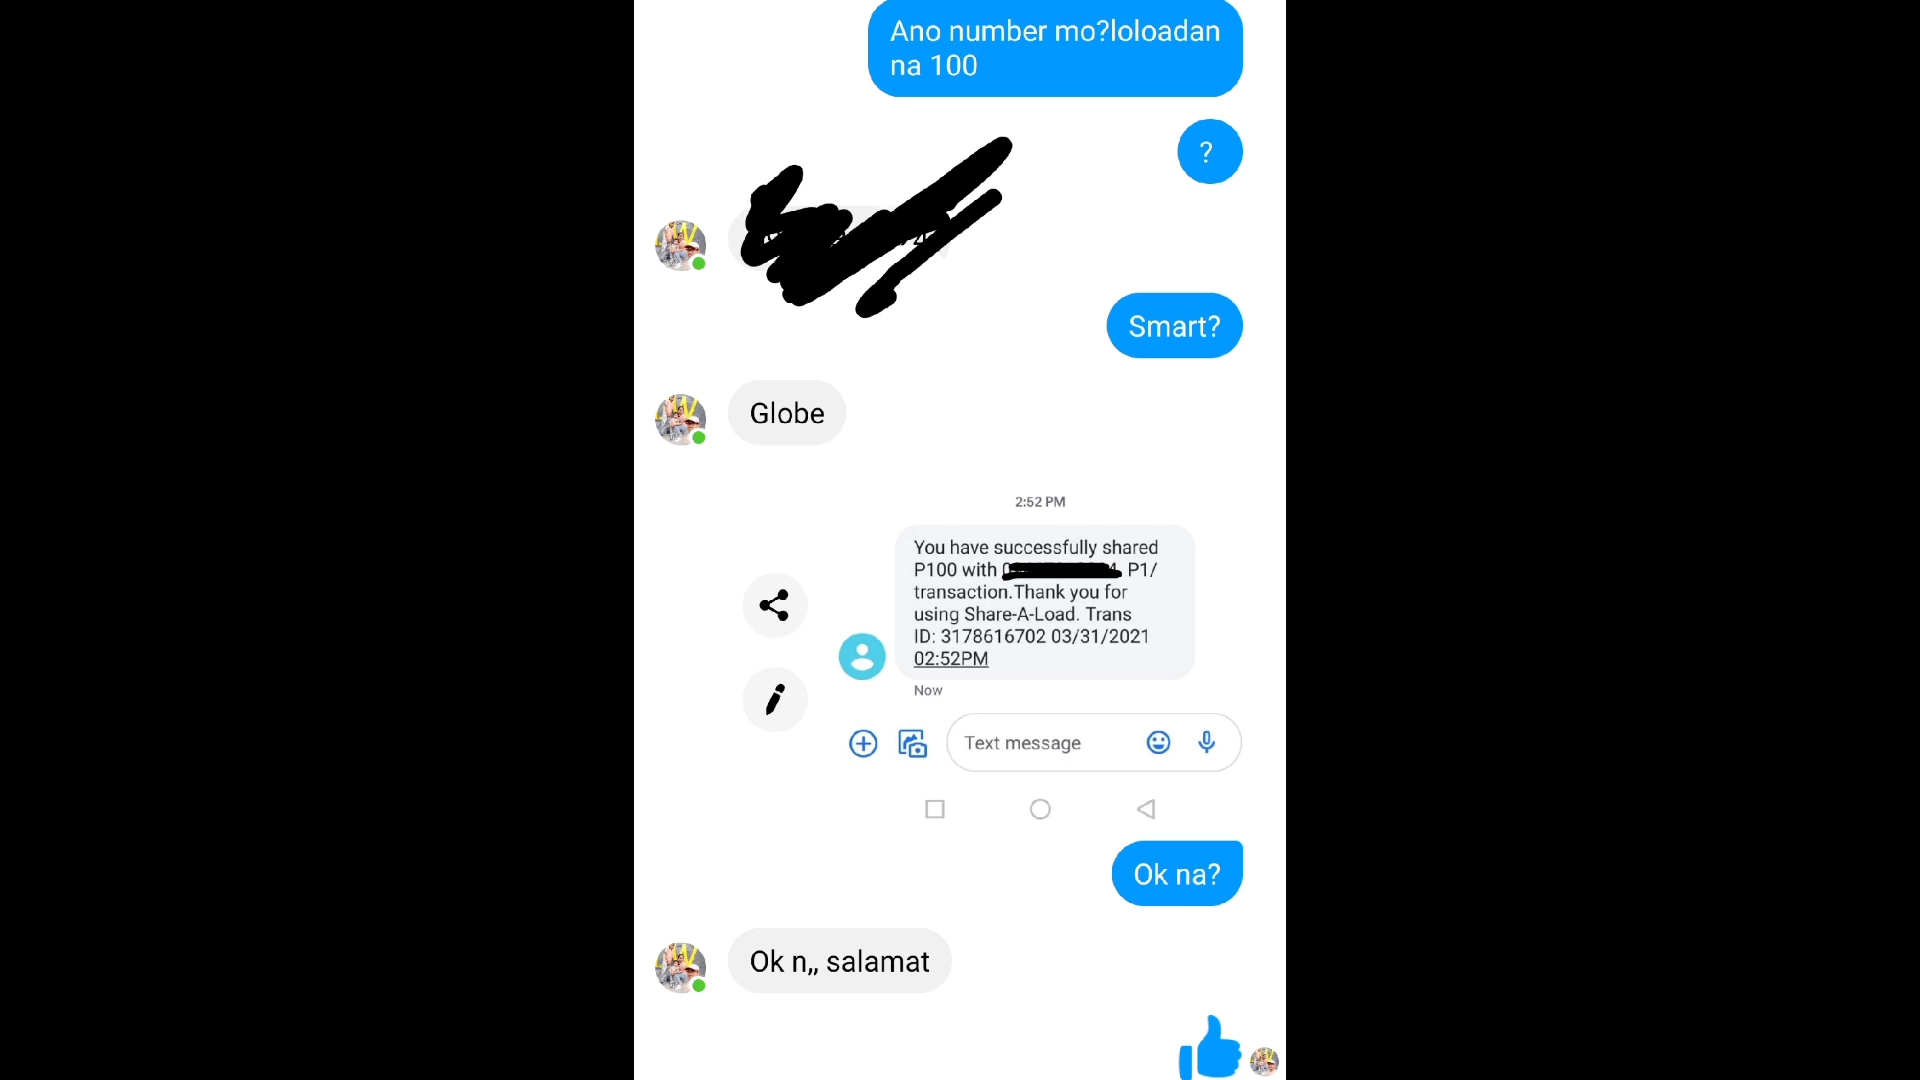 Ano number mo?loloadan
na 100
?
Smart?
Globe
2:52 PM
You have successfully shared
P100 with P1/
transaction.Thank you for
using Share-A-Load. Trans
ID: 3178616702 03/31/2021
02:52PM
Now
Text message
Ok na?
Ok n,, salamat